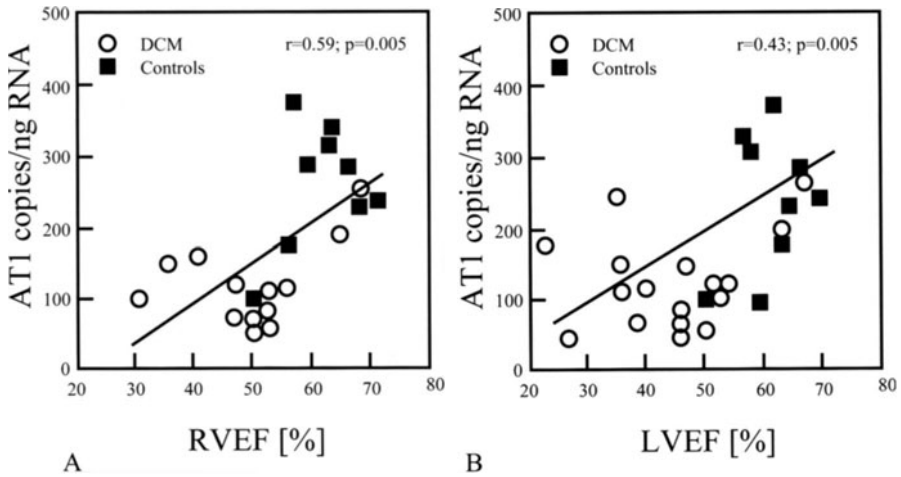 AT1 copies/ng RNA
500
400
300
200
100
0
DCM
Controls
r=0.59; p=0.005
20 30 40 50 60 70 80
RVEF [%]
A
AT1 copies/ng RNA
500
400
300
200
100
0
DCM
Controls
r=0.43; p=0.005
20 30 40 50 60 70 80
LVEF [%]
B